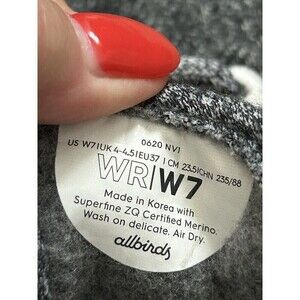 0620 NV1
US W7|UK 4-4.5|EU37 | CM 23.5|CHN 235/88
WR|W7
Made in Korea with
Superfine ZQ Certified Merino.
Wash on delicate. Air Dry.
allbirds